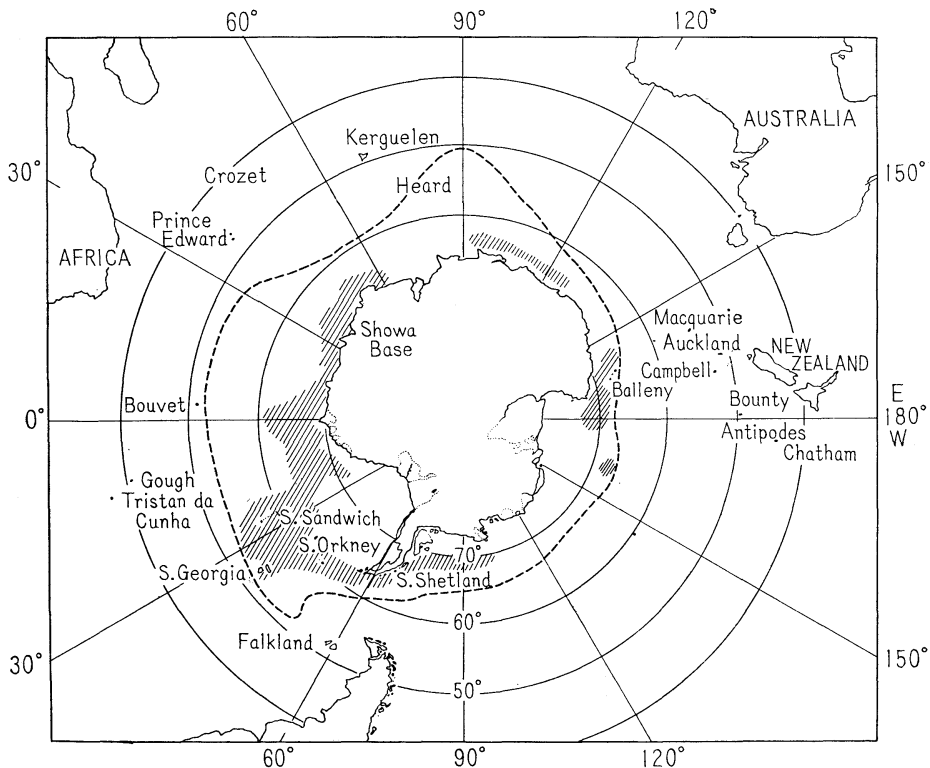 60°
90°
120°
Kerguelen
AUSTRALIA
30°
Crozet
Heard
150°
Prince
Edward
AFRICA
Showa
Base
Macquarie
Auckland
NEW
ZEALAND
Campbell
Balleny
Bouvet
Bounty
E
0°
180°
W
Antipodes
Chatham
Gough
Tristan da
Cunha
S.Sandwich
S.Orkney
70°
S.Georgia
S.Shetland
60°
Falkland
30°
150°
50°
60°
90°
120°